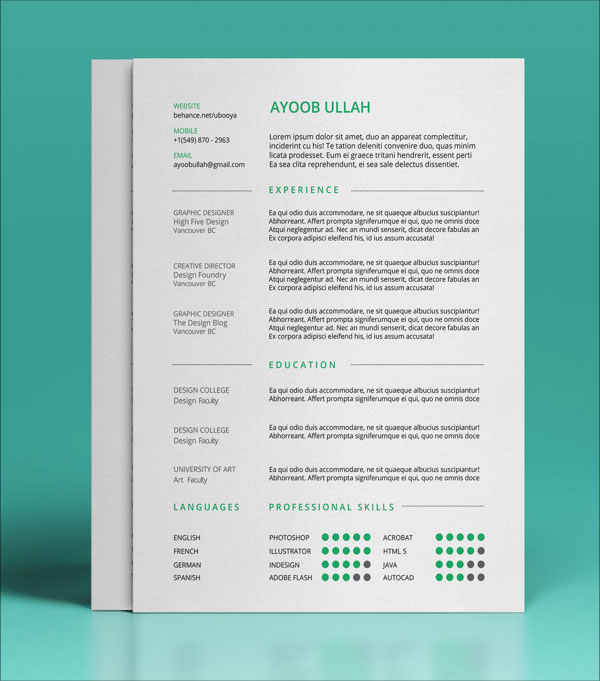 WEBSITE
behance.net/ubooya
MOBILE
+1(549) 870 - 2963
EMAIL
ayoobullah@gmail.com
AYOOB ULLAH
Lorem ipsum dolor sit amet, duo an appareat complectitur,
inciderint cu his! Te tation deleniti convenire duo, quas minim
licata prodesset. Eum ei graece tritani hendrerit, essent perti
Ea sea clita reprehendunt, ei sea sale delectus dissentiet.
EXPERIENCE
GRAPHIC DESIGNER
High Five Design
Vancouver BC
Ea qui odio duis accommodare, ne sit quaeque albucius suscipiantur!
Abhorreant. Affert prompta signiferumque ei qui, quo ne omnis doce
Atqui neglegentur ad. Nec an mundi senserit, dicat decore fabulas an
Ex corpora adipisci eleifend his, id ius assum accusata!
CREATIVE DIRECTOR
Design Foundry
Vancouver BC
Ea qui odio duis accommodare, ne sit quaeque albucius suscipiantur!
Abhorreant. Affert prompta signiferumque ei qui, quo ne omnis doce
Atqui neglegentur ad. Nec an mundi senserit, dicat decore fabulas an
Ex corpora adipisci eleifend his, id ius assum accusata!
GRAPHIC DESIGNER
The Design Blog
Vancouver BC
Ea qui odio duis accommodare, ne sit quaeque albucius suscipiantur!
Abhorreant. Affert prompta signiferumque ei qui, quo ne omnis doce
Atqui neglegentur ad. Nec an mundi senserit, dicat decore fabulas an
Ex corpora adipisci eleifend his, id ius assum accusata!
EDUCATION
DESIGN COLLEGE
Design Faculty
Ea qui odio duis accommodare, ne sit quaeque albucius suscipiantur!
Abhorreant. Affert prompta signiferumque ei qui, quo ne omnis doce
DESIGN COLLEGE
Design Faculty
Ea qui odio duis accommodare, ne sit quaeque albucius suscipiantur!
Abhorreant. Affert prompta signiferumque ei qui, quo ne omnis doce
UNIVERSITY OF ART
Art Faculty
Ea qui odio duis accommodare, ne sit quaeque albucius suscipiantur!
Abhorreant. Affert prompta signiferumque ei qui, quo ne omnis doce
LANGUAGES
ENGLISH
FRENCH
GERMAN
SPANISH
PROFESSIONAL SKILLS
PHOTOSHOP
ILLUSTRATOR
INDESIGN
ADOBE FLASH
ACROBAT
HTML 5
JAVA
AUTOCAD